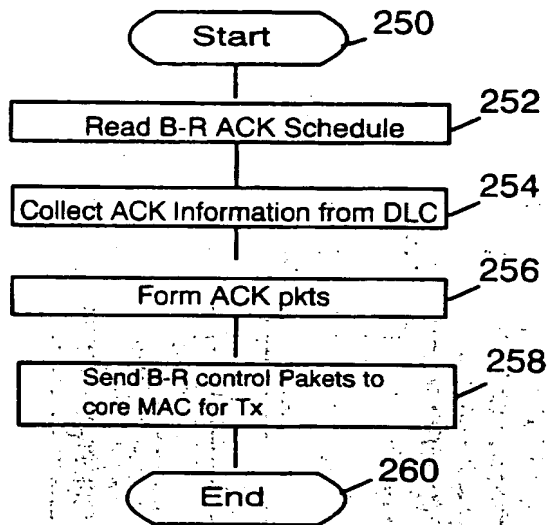 Start 250
252
Read B-R ACK Schedule
254
Collect ACK Information from DLC
256
Form ACK pkts
258
Send B-R control Pakets to
core MAC for Tx
260
End